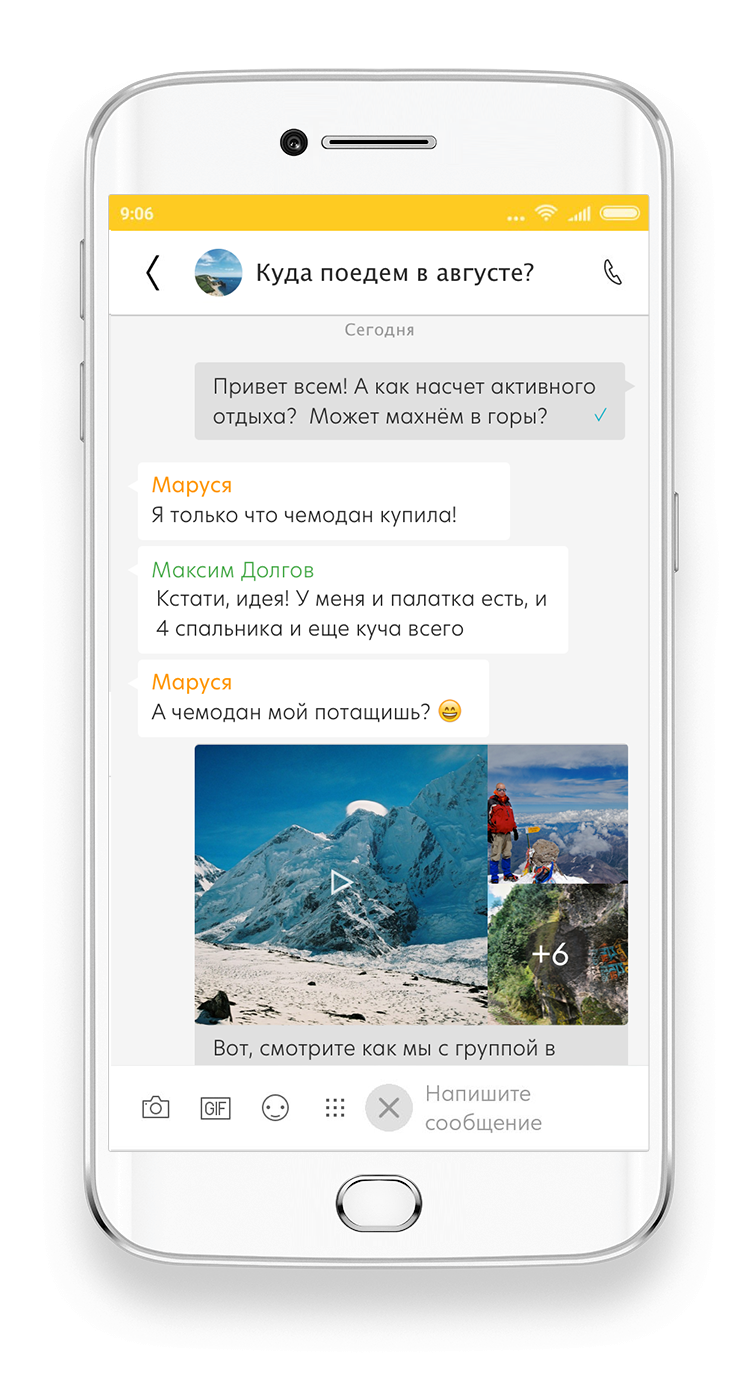 9:06
Куда поедем в августе?
Сегодня
Привет всем! А как насчет активного
отдыха? Может махнём в горы?
Маруся
Я только что чемодан купила!
Максим Долгов
Кстати, идея! У меня и палатка есть, и
4 спальника и еще куча всего
Маруся
А чемодан мой потащишь? 😄
+6
Вот, смотрите как мы с группой в
GIF
Напишите
сообщение